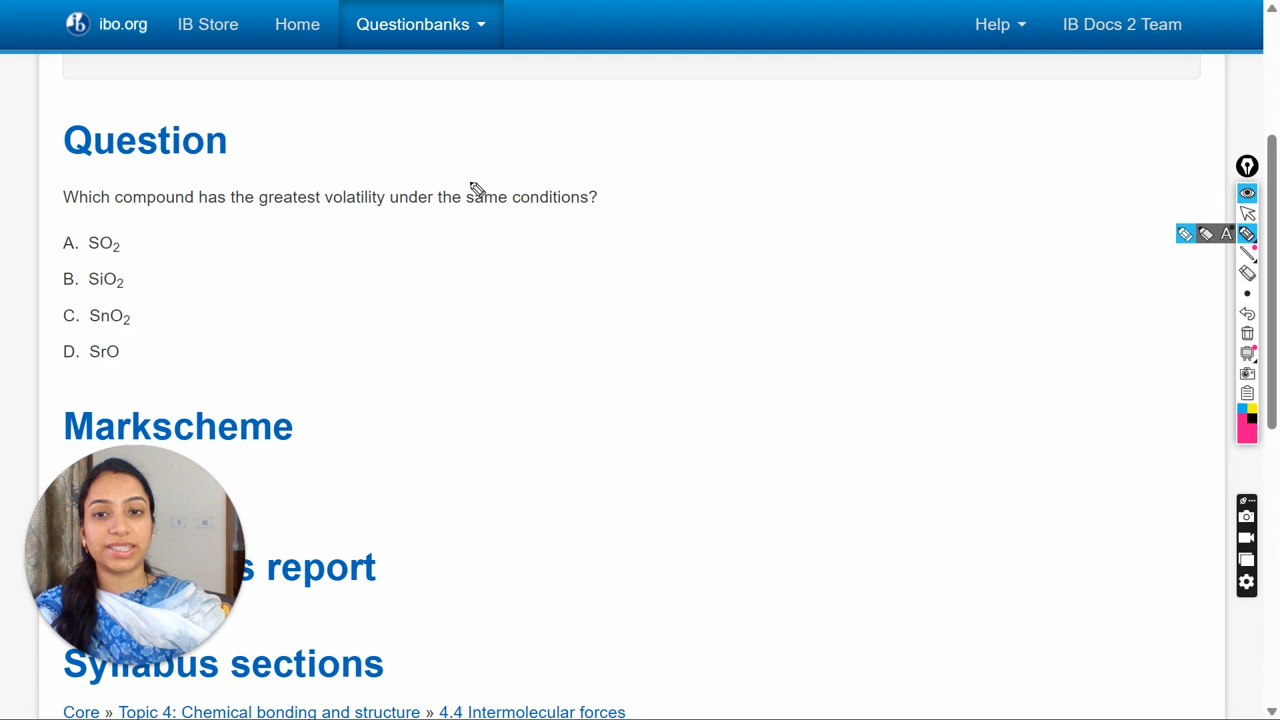 ibo.org IB Store Home Questionbanks Help IB Docs 2 Team
Question
Which compound has the greatest volatility under the same conditions?
A. SO₂
B. SiO₂
C. SnO₂
D. SrO
Markscheme
s report
Syllabus sections
Core » Topic 4: Chemical bonding and structure » 4.4 Intermolecular forces